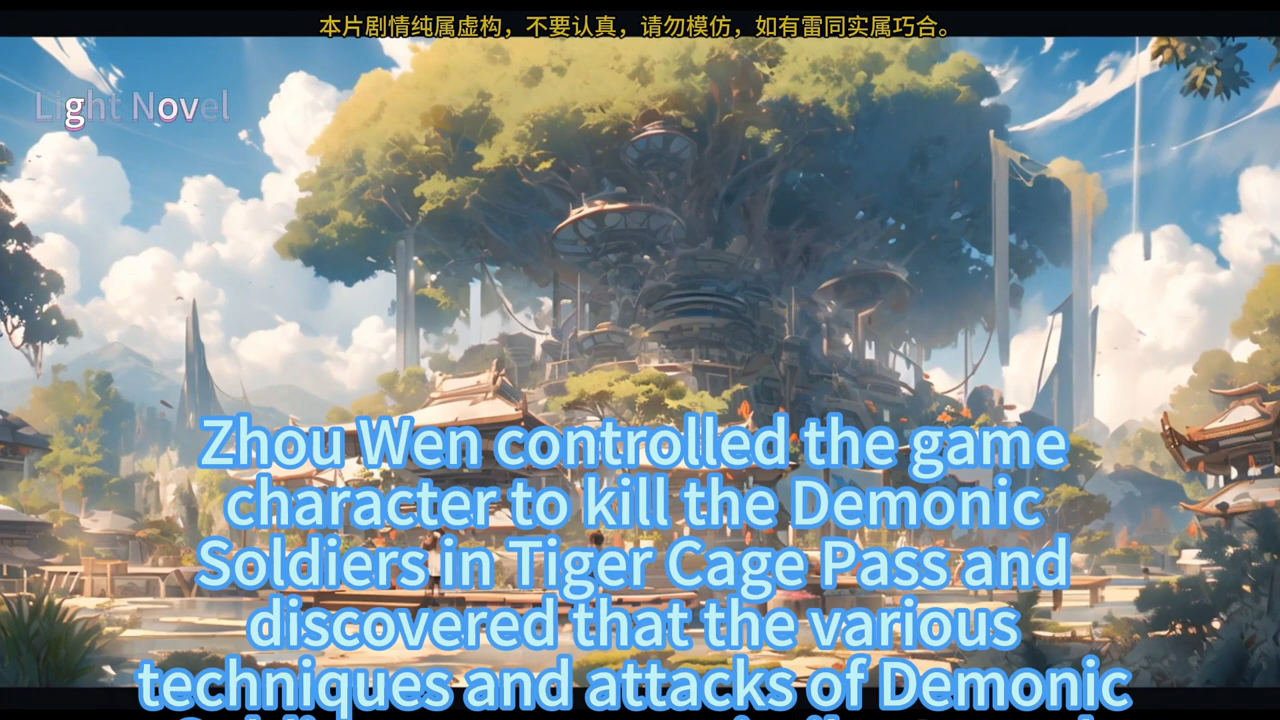 本片剧情纯属虚构，不要认真，请勿模仿，如有雷同实属巧合。
Light Novel
Zhou Wen controlled the game
character to kill the Demonic
Soldiers in Tiger Cage Pass and
discovered that the various
techniques and attacks of Demonic